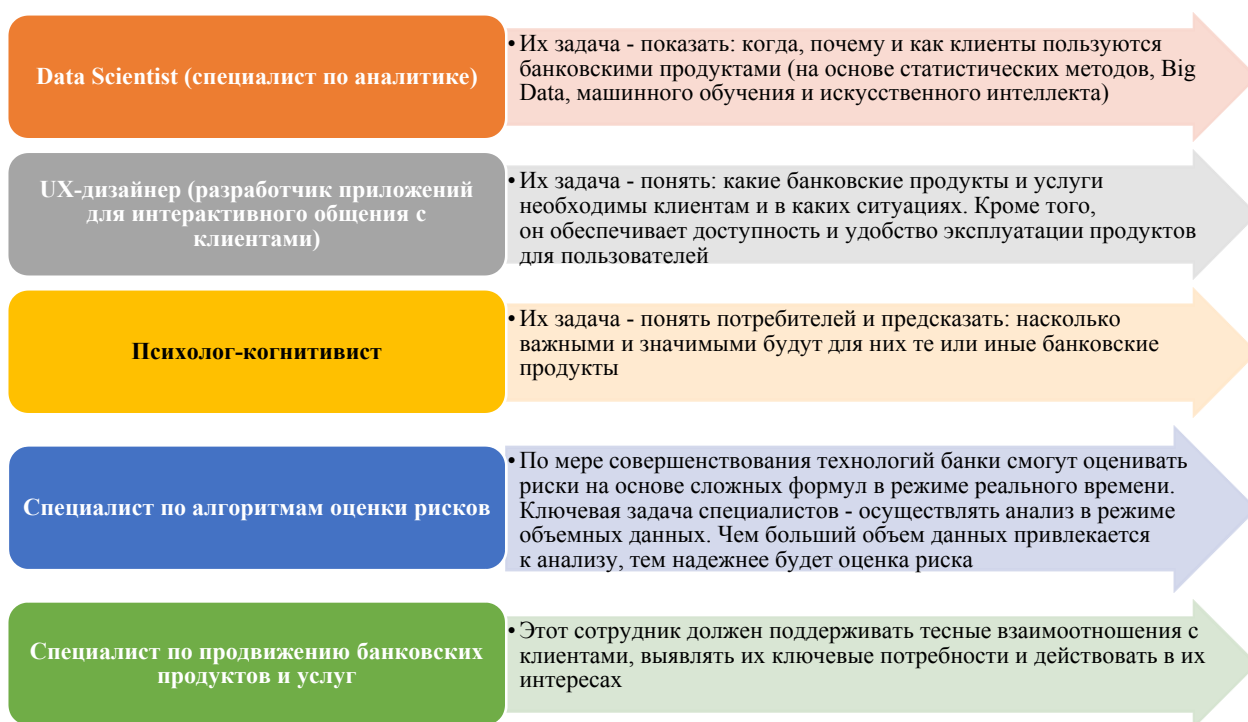 Data Scientist (специалист по аналитике)
• Их задача - показать: когда, почему и как клиенты пользуются
банковскими продуктами (на основе статистических методов, Big
Data, машинного обучения и искусственного интеллекта)
UX-дизайнер (разработчик приложений
для интерактивного общения с
клиентами)
• Их задача - понять: какие банковские продукты и услуги
необходимы клиентам и в каких ситуациях. Кроме того,
он обеспечивает доступность и удобство эксплуатации продуктов
для пользователей
Психолог-когнитивист
• Их задача - понять потребителей и предсказать: насколько
важными и значимыми будут для них те или иные банковские
продукты
Специалист по алгоритмам оценки рисков
• По мере совершенствования технологий банки смогут оценивать
риски на основе сложных формул в режиме реального времени.
Ключевая задача специалистов - осуществлять анализ в режиме
объемных данных. Чем больший объем данных привлекается
к анализу, тем надежнее будет оценка риска
Специалист по продвижению банковских
продуктов и услуг
• Этот сотрудник должен поддерживать тесные взаимоотношения с
клиентами, выявлять их ключевые потребности и действовать в их
интересах